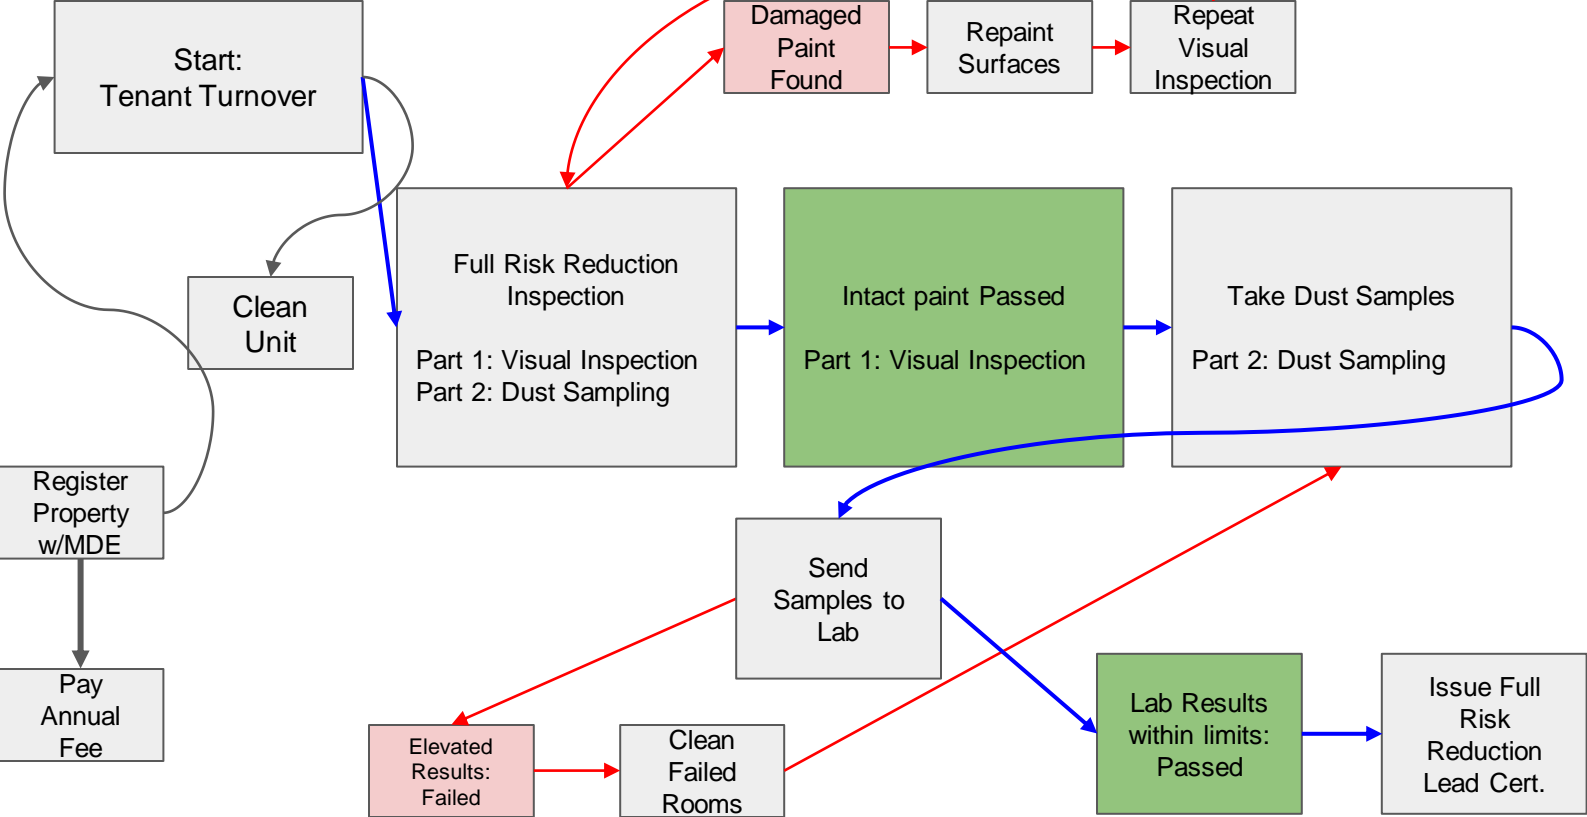 Start:
Tenant Turnover
Damaged
Paint
Found
Repaint
Surfaces
Repeat
Visual
Inspection
Clean
Unit
Full Risk Reduction
Inspection
Part 1: Visual Inspection
Part 2: Dust Sampling
Intact paint Passed
Part 1: Visual Inspection
Take Dust Samples
Part 2: Dust Sampling
Register
Property
w/MDE
Pay
Annual
Fee
Send
Samples to
Lab
Elevated
Results:
Failed
Clean
Failed
Rooms
Lab Results
within limits:
Passed
Issue Full
Risk
Reduction
Lead Cert.